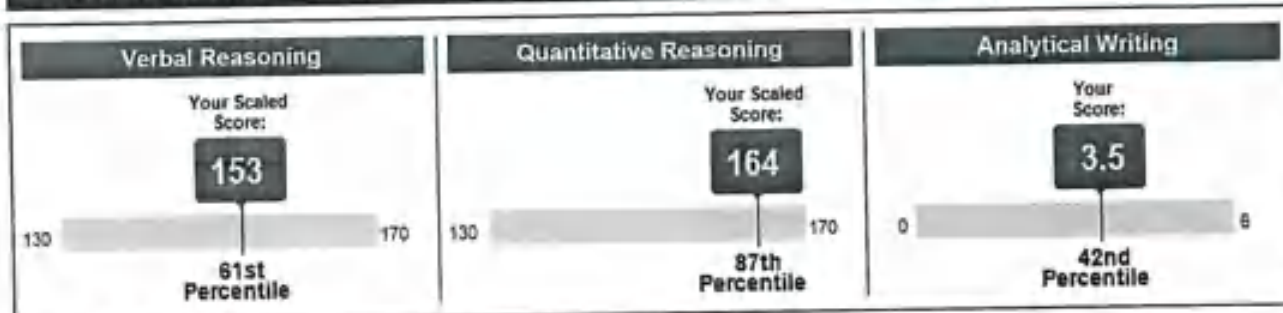 Verbal Reasoning
Your Scaled
Score:
153
130
170
61st
Percentile
Quantitative Reasoning
Your Scaled
Score:
164
130
170
87th
Percentile
Analytical Writing
Your
Score:
3.5
0
6
42nd
Percentile